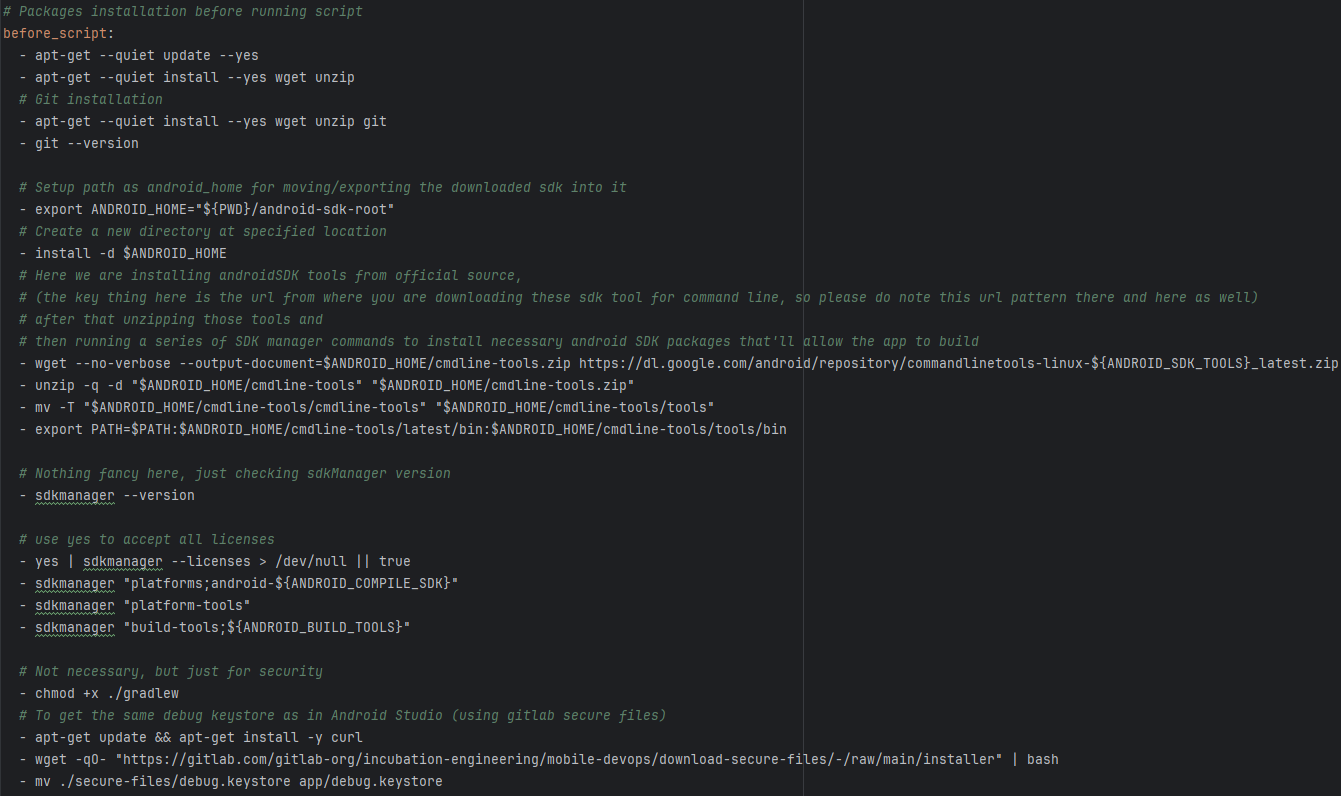 # Packages installation before running script
before_script:
- apt-get --quiet update --yes
- apt-get --quiet install --yes wget unzip
# Git installation
- apt-get --quiet install --yes wget unzip git
- git --version
# Setup path as android_home for moving/exporting the downloaded sdk into it
- export ANDROID_HOME="${PWD}/android-sdk-root"
# Create a new directory at specified location
- install -d $ANDROID_HOME
# Here we are installing androidSDK tools from official source,
# (the key thing here is the url from where you are downloading these sdk tool for command line, so please do note this url pattern there and here as well)
# after that unzipping those tools and
# then running a series of SDK manager commands to install necessary android SDK packages that'll allow the app to build
- wget --no-verbose --output-document=$ANDROID_HOME/cmdline-tools.zip https://dl.google.com/android/repository/commandlinetools-linux-${ANDROID_SDK_TOOLS}_latest.zip
- unzip -q -d "$ANDROID_HOME/cmdline-tools" "$ANDROID_HOME/cmdline-tools.zip"
- mv -T "$ANDROID_HOME/cmdline-tools/cmdline-tools" "$ANDROID_HOME/cmdline-tools/tools"
- export PATH=$PATH:$ANDROID_HOME/cmdline-tools/latest/bin:$ANDROID_HOME/cmdline-tools/tools/bin
# Nothing fancy here, just checking sdkManager version
- sdkmanager --version
# use yes to accept all licenses
- yes | sdkmanager --licenses > /dev/null || true
- sdkmanager "platforms;android-${ANDROID_COMPILE_SDK}"
- sdkmanager "platform-tools"
- sdkmanager "build-tools;${ANDROID_BUILD_TOOLS}"
# Not necessary, but just for security
- chmod +x ./gradlew
# To get the same debug keystore as in Android Studio (using gitlab secure files)
- apt-get update && apt-get install -y curl
- wget -qO- "https://gitlab.com/gitlab-org/incubation-engineering/mobile-devops/download-secure-files/-/raw/main/installer" | bash
- mv ./secure-files/debug.keystore app/debug.keystore